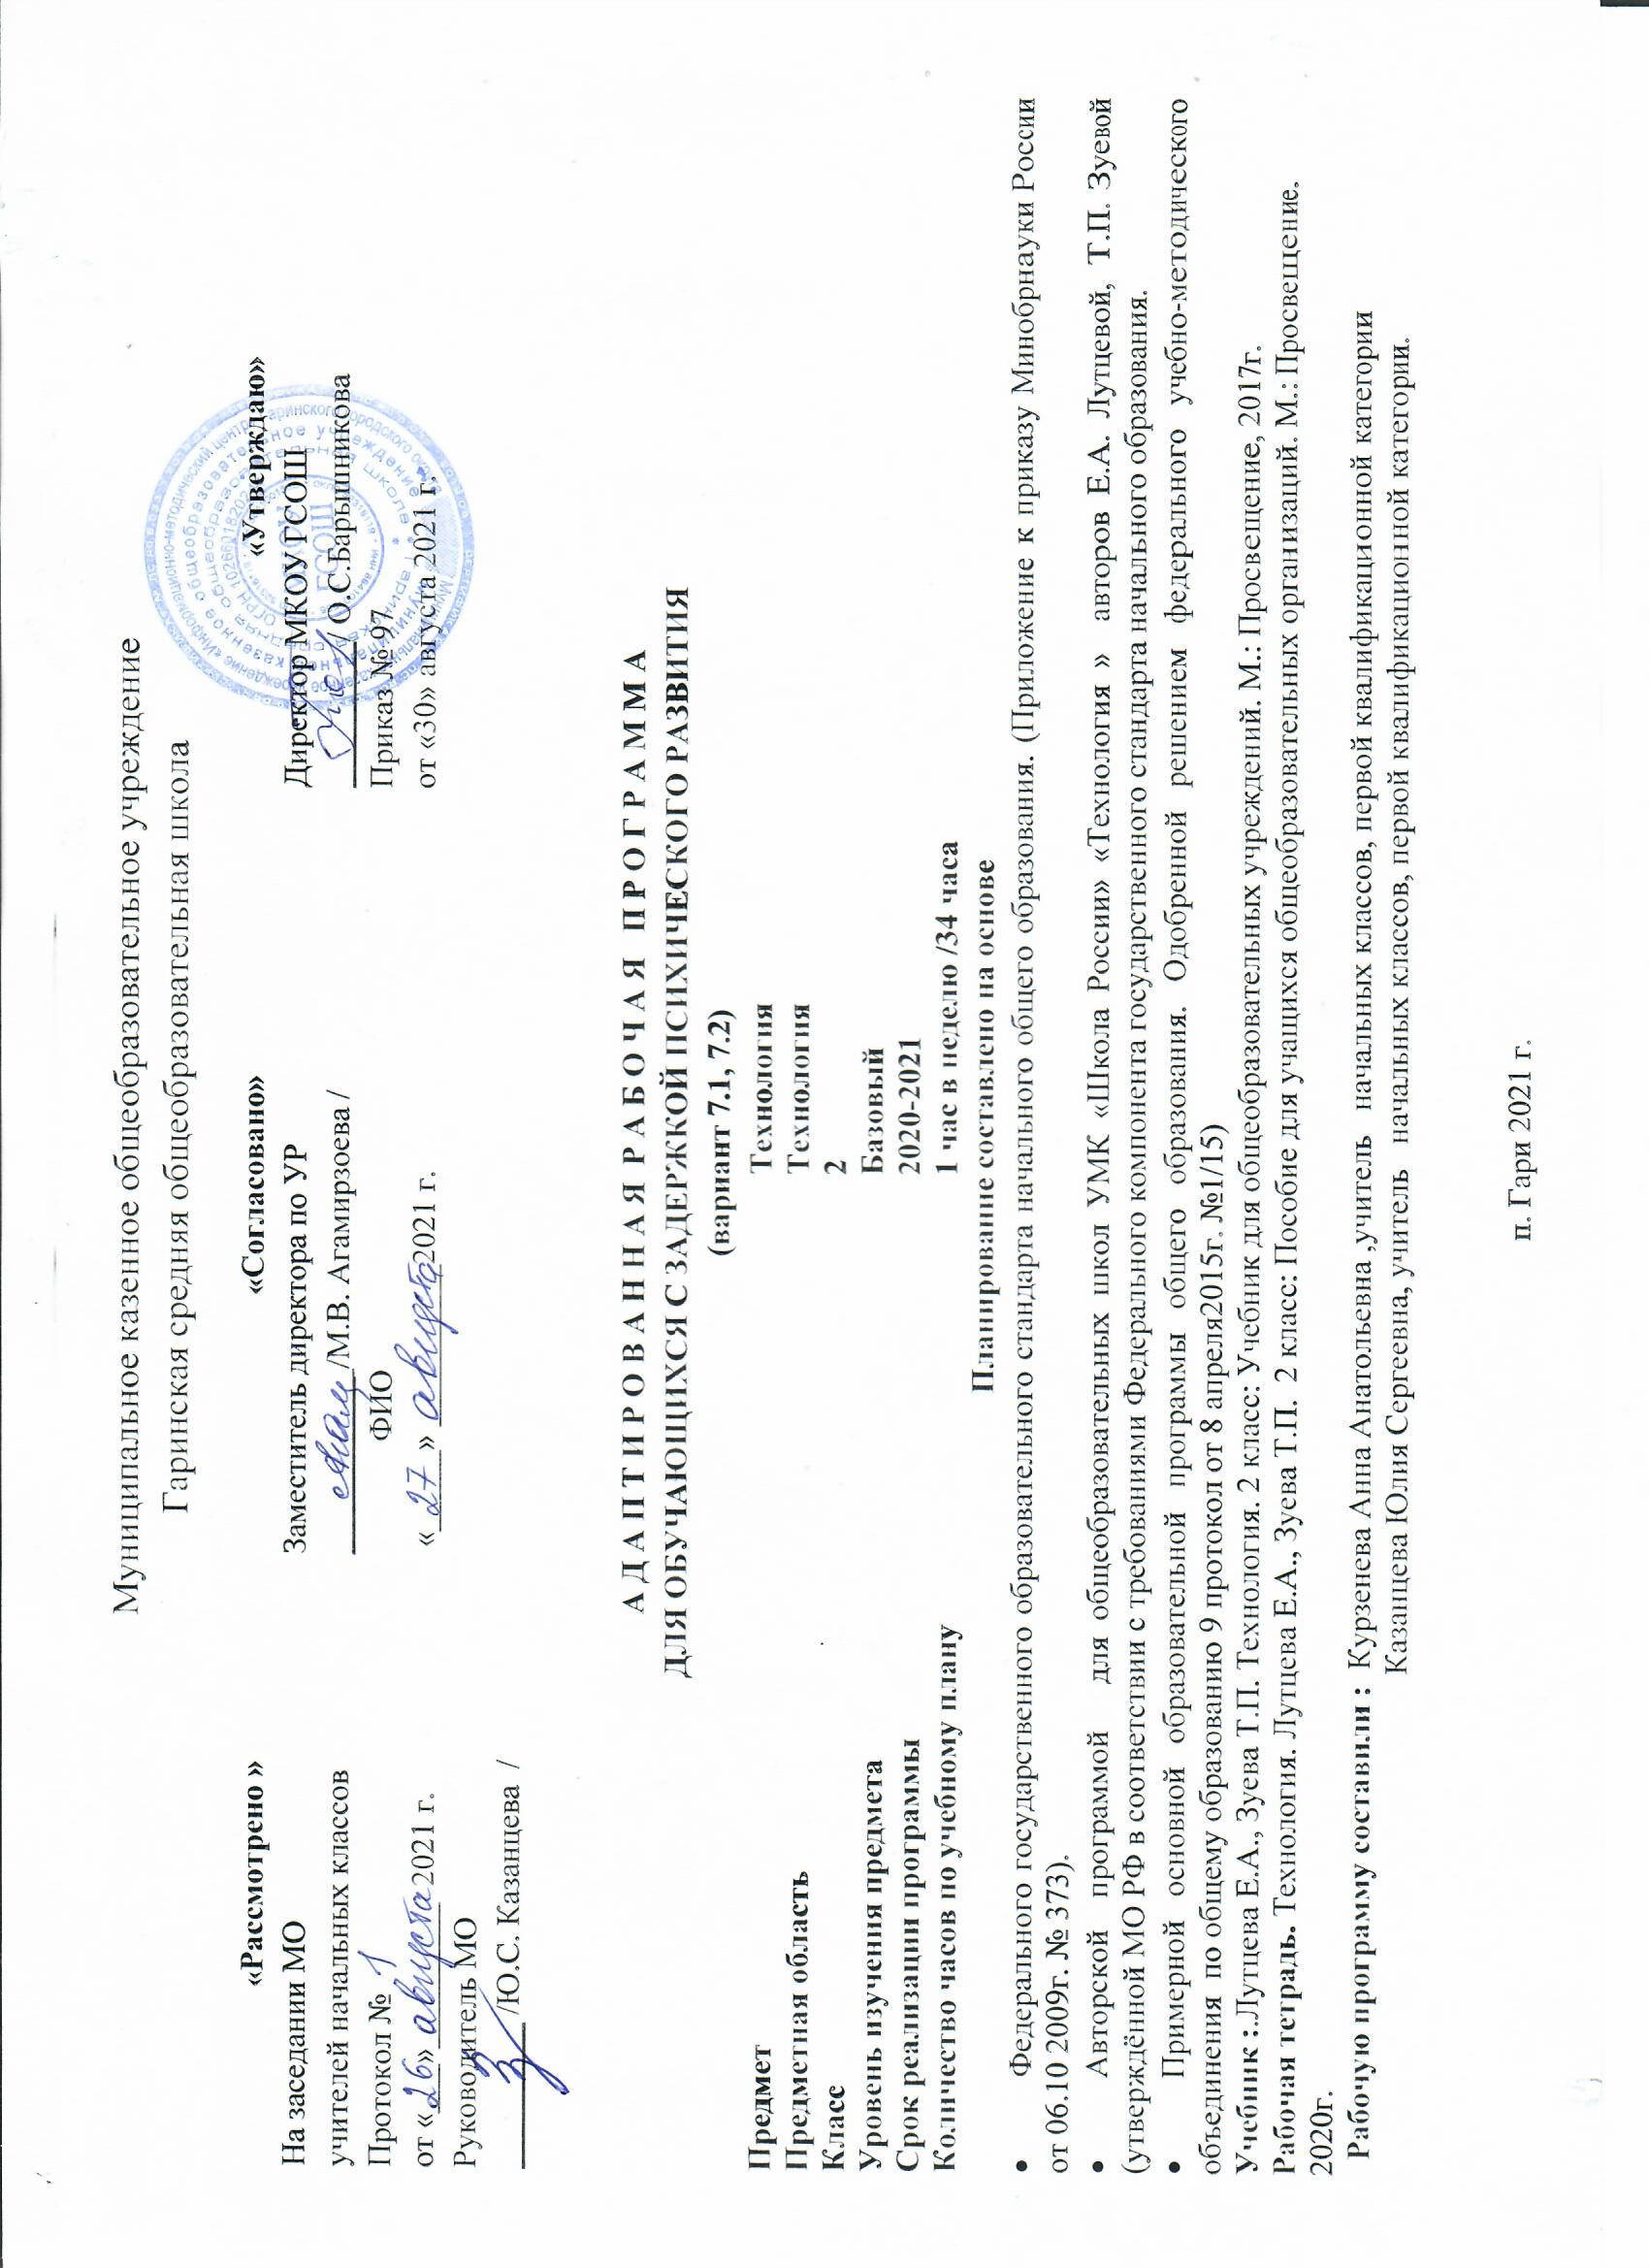 Муниципальное казенное общеобразовательное учреждение
Гаринская средняя общеобразовательная школа
«Рассмотрено »
На заседании МО
учителей начальных классов
Протокол № 1
от « 26 » августа 2021 г.
Руководитель МО
/Ю.С. Казанцева /
«Согласовано»
Заместитель директора по УР
/М.В. Агамирзоева /
ФИО
« 27 » августа 2021 г.
«Утверждаю»
Директор МКОУ ГСОШ
/ О.С.Барышникова
Приказ № 97
от «30» августа 2021 г.
А Д А П Т И Р О В А Н Н А Я Р А Б О Ч А Я П Р О Г Р А М М А
ДЛЯ ОБУЧАЮЩИХСЯ С ЗАДЕРЖКОЙ ПСИХИЧЕСКОГО РАЗВИТИЯ
(вариант 7.1, 7.2)
Предмет Технология
Предметная область Технология
Класс 2
Уровень изучения предмета Базовый
Срок реализации программы 2020-2021
Количество часов по учебному плану 1 час в неделю /34 часа
Планирование составлено на основе
• Федерального государственного образовательного стандарта начального общего образования. (Приложение к приказу Минобрнауки России
от 06.10 2009г. № 373).
• Авторской программой для общеобразовательных школ УМК «Школа России» «Технология » авторов Е.А. Лутцевой, Т.П. Зуевой
(утверждённой МО РФ в соответствии с требованиями Федерального компонента государственного стандарта начального образования.
• Примерной основной образовательной программы общего образования. Одобренной решением федерального учебно-методического
объединения по общему образованию 9 протокол от 8 апреля2015г. №1/15)
Учебник :.Лутцева Е.А., Зуева Т.П. Технология. 2 класс: Учебник для общеобразовательных учреждений. М.: Просвещение, 2017г.
Рабочая тетрадь. Технология. Лутцева Е.А., Зуева Т.П. 2 класс: Пособие для учащихся общеобразовательных организаций. М.: Просвещение.
2020г.
Рабочую программу составили : Курзенева Анна Анатольевна ,учитель начальных классов, первой квалификационной категории
Казанцева Юлия Сергеевна, учитель начальных классов, первой квалификационной категории.
п. Гари 2021 г.